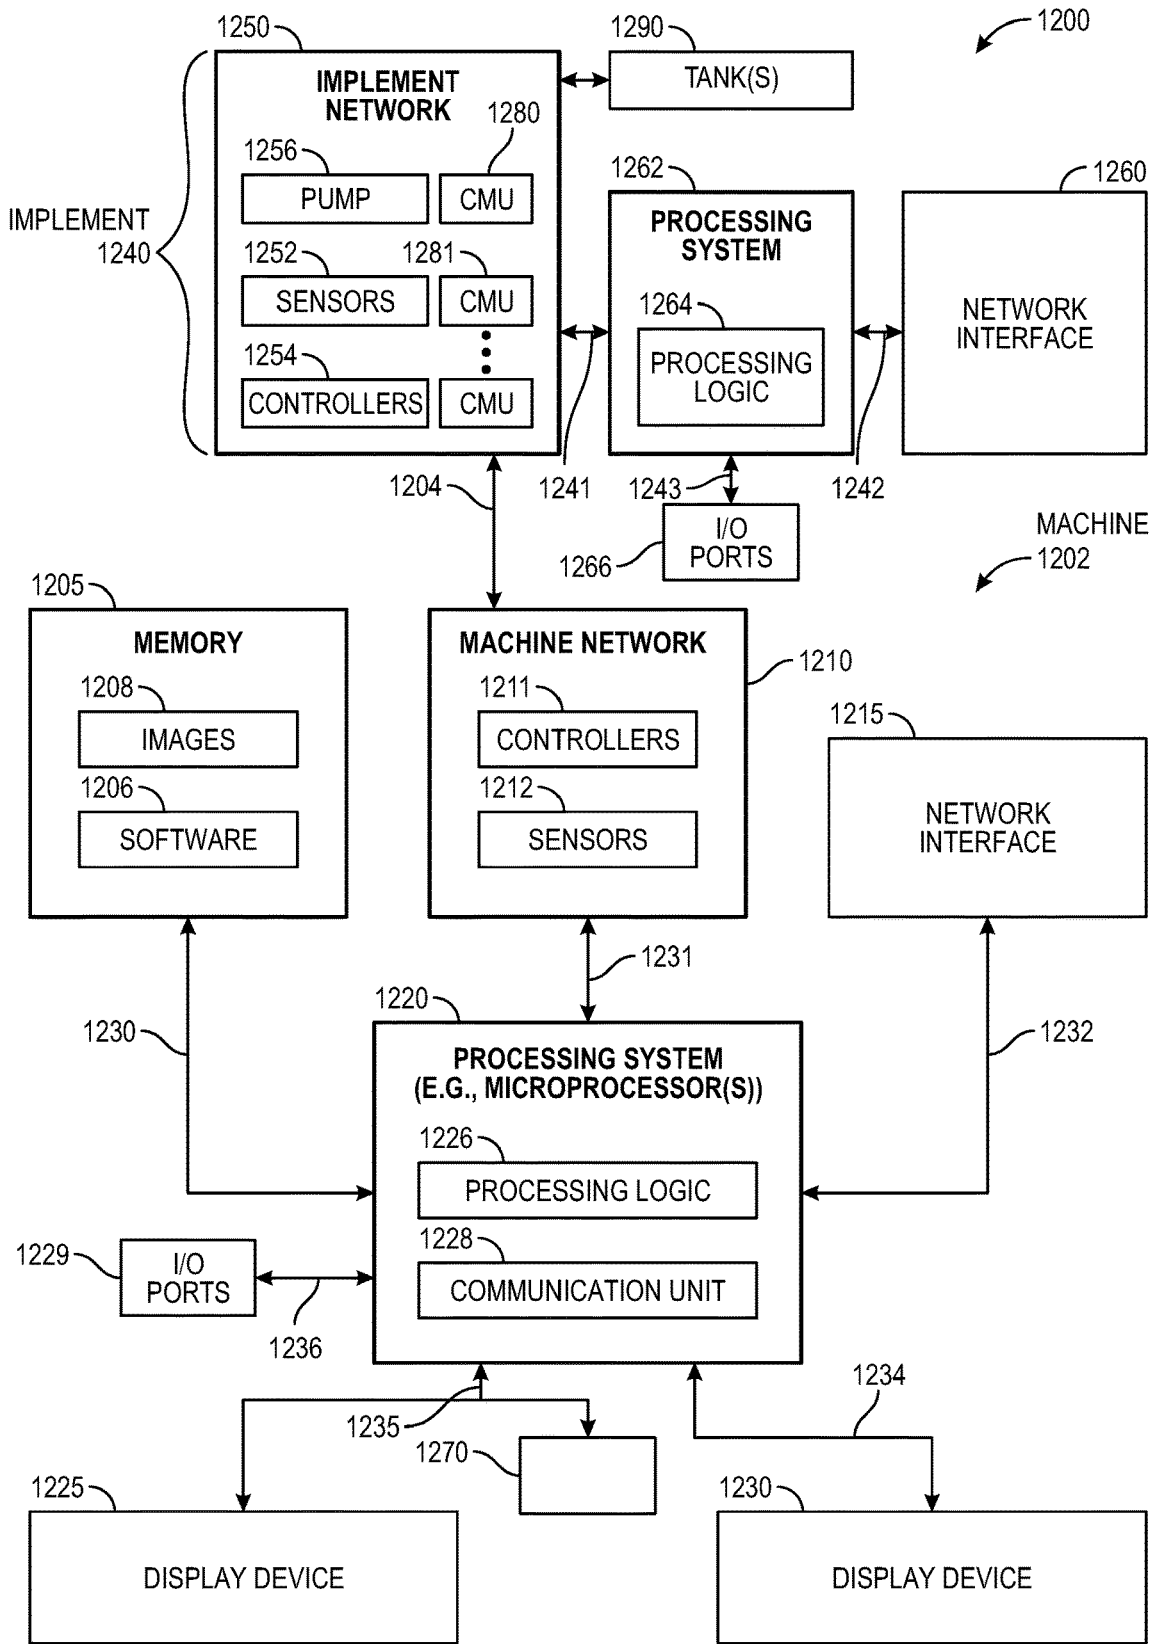 1200
1250
1290
IMPLEMENT
NETWORK
TANK(S)
1280
1256
PUMP
CMU
1262
1260
IMPLEMENT
1240
PROCESSING
SYSTEM
1252
1281
SENSORS
CMU
1264
PROCESSING
LOGIC
NETWORK
INTERFACE
1254
CONTROLLERS
CMU
1204
1241
1243
1242
I/O
PORTS
1266
MACHINE
1202
1205
MEMORY
MACHINE NETWORK
1210
1208
IMAGES
1211
CONTROLLERS
1215
1206
SOFTWARE
1212
SENSORS
NETWORK
INTERFACE
1231
1220
1230
1232
PROCESSING SYSTEM
(E.G., MICROPROCESSOR(S))
1226
PROCESSING LOGIC
1228
COMMUNICATION UNIT
1229
I/O
PORTS
1236
1235
1234
1270
1225
1230
DISPLAY DEVICE
DISPLAY DEVICE